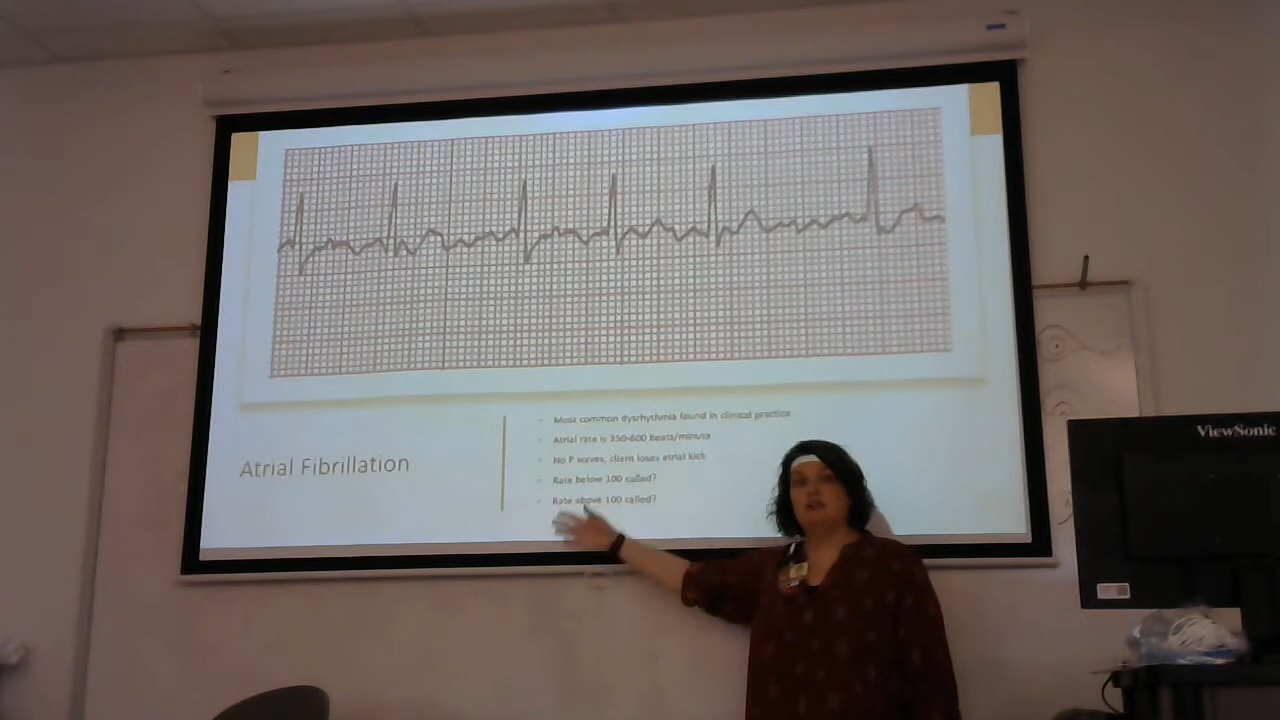 Atrial Fibrillation
Most common dysrhythmia found in clinical practice
Atrial rate is 350-600 beats/minute
No P waves, client loses atrial kick
Rate below 100 called?
Rate above 100 called?
ViewSonic